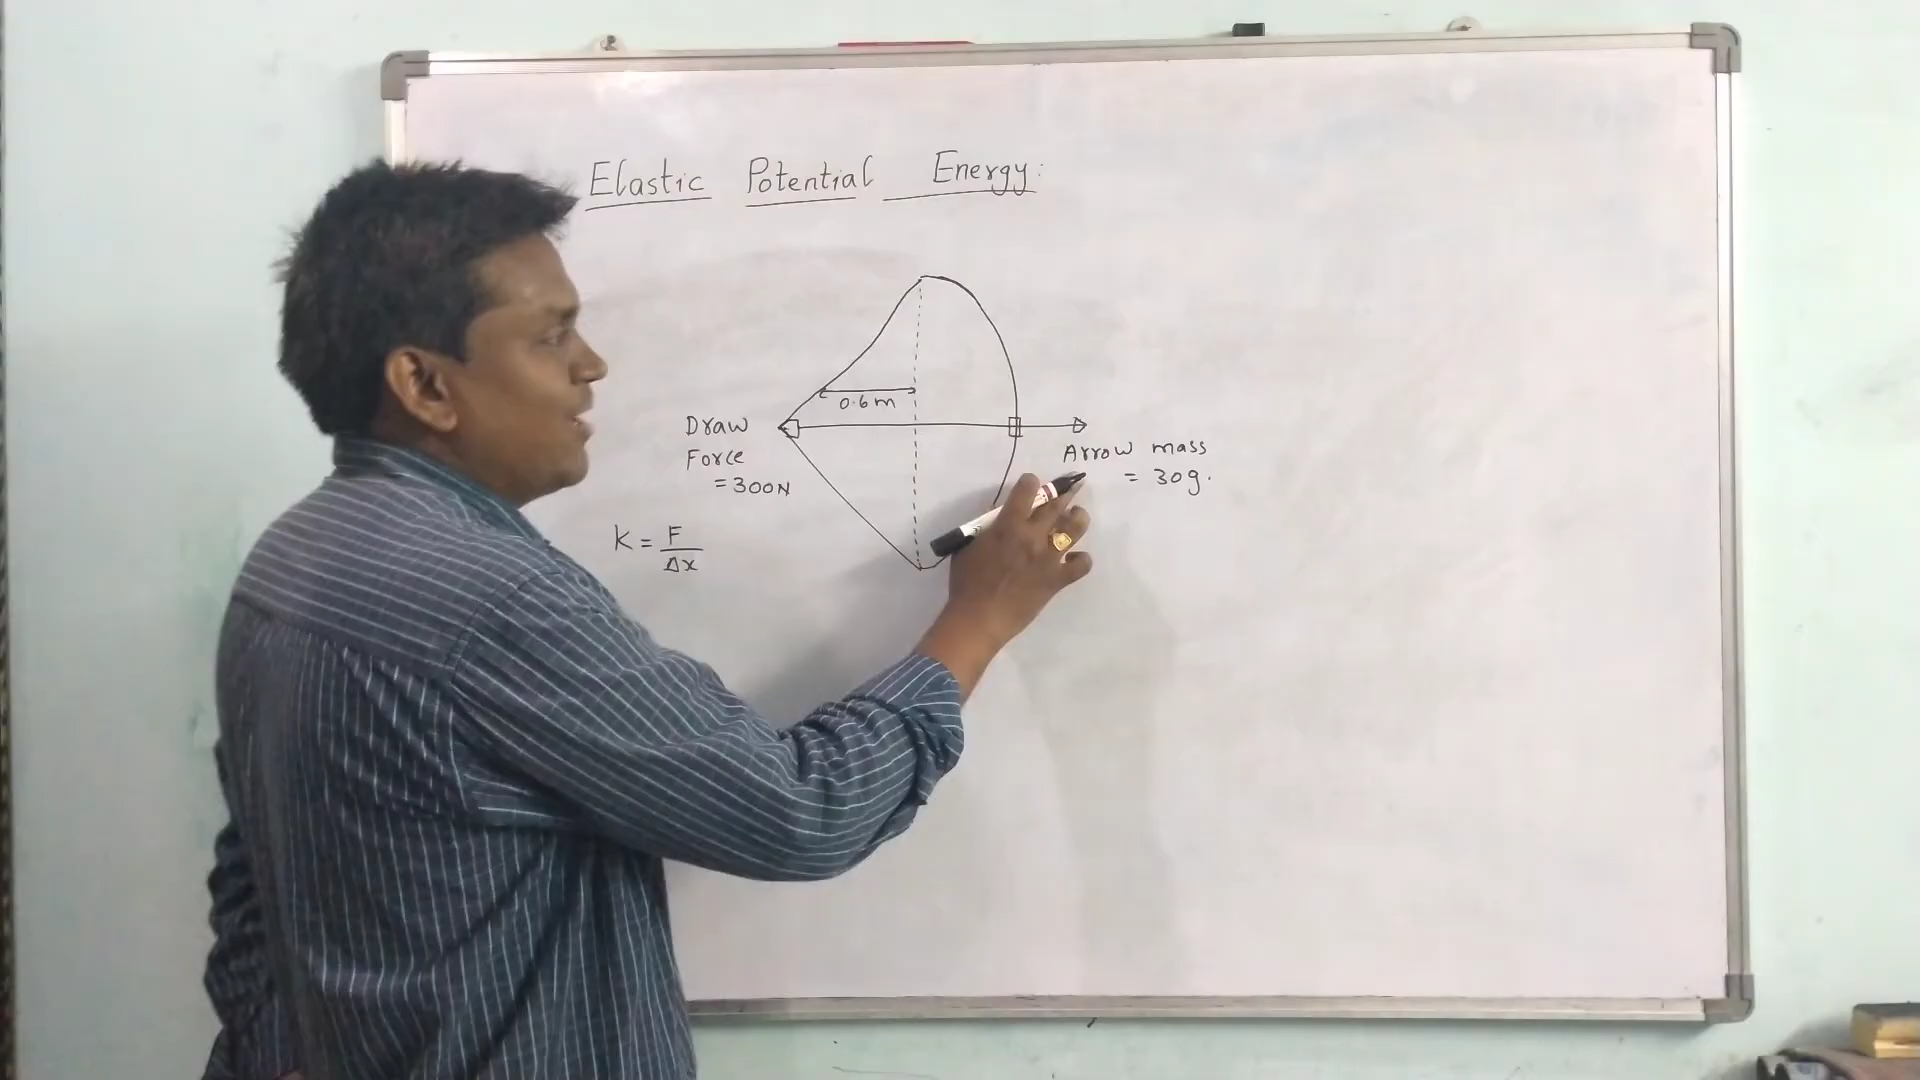 Elastic Potential Energy:
0.6m
Draw
Force
=300N
Arrow mass
= 30g.
K = F
Δx